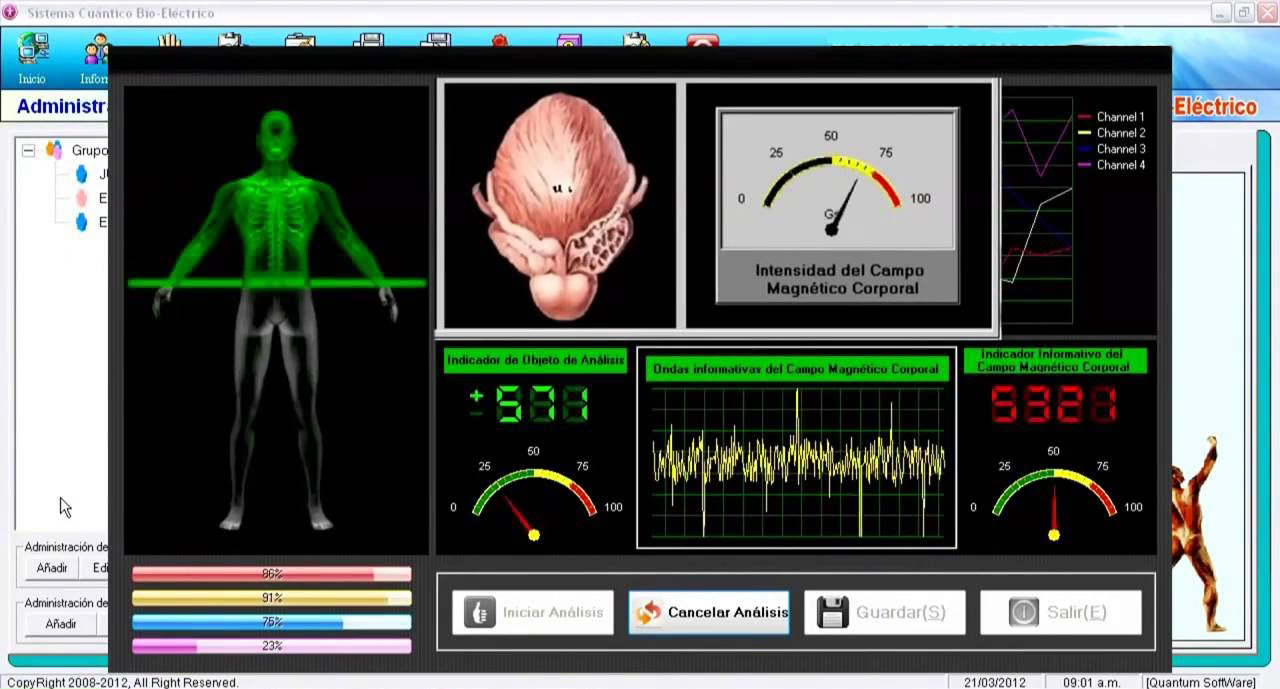 Sistema Cuántico Bio-Eléctrico
Inicio
Infor
Administra
-Eléctrico
Grupo
JU
E
E
50
25
75
0
100
G
Intensidad del Campo
Magnético Corporal
Channel 1
Channel 2
Channel 3
Channel 4
Indicador de Objeto de Análisis
+ 571
-
50
25
75
0
100
Ondas informativas del Campo Magnético Corporal
Indicador Informativo del
Campo Magnético Corporal
5321
50
25
75
0
100
Administración de
Añadir
Edi
Administración de
Añadir
86%
91%
75%
23%
Iniciar Análisis
Cancelar Análisis
Guardar(S)
Salir(E)
CopyRight 2008-2012, All Right Reserved.
21/03/2012
09:01 a.m.
[Quantum SoftWare]